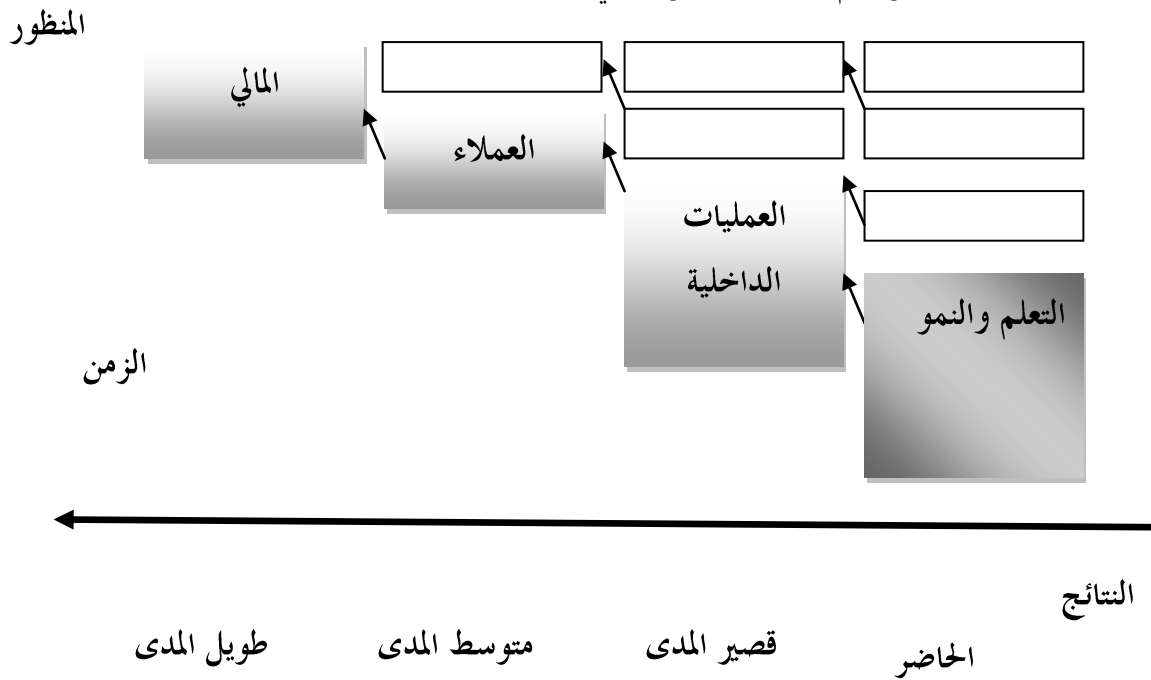 المنظور
المالي
العملاء
العمليات
الداخلية
التعلم والنمو
الزمن
النتائج
الحاضر
قصير المدى
متوسط المدى
طويل المدى